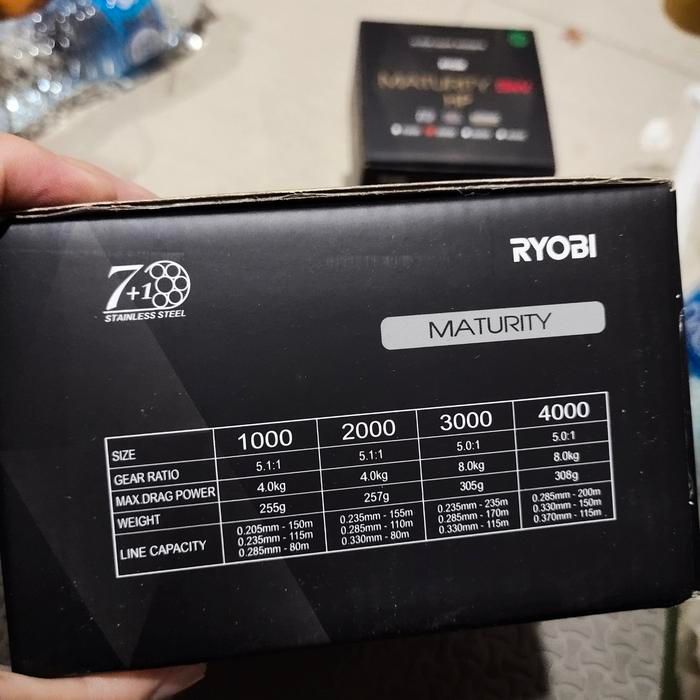 MATURITY
HP
RYOBI
7+1
STAINLESS STEEL
MATURITY
SIZE 1000 2000 3000 4000
GEAR RATIO 5.1:1 5.1:1 5.0:1 5.0:1
MAX.DRAG POWER 4.0kg 4.0kg 8.0kg 8.0kg
WEIGHT 255g 257g 305g 308g
LINE CAPACITY 0.205mm - 150m 0.235mm - 155m 0.235mm - 235m 0.285mm - 200m
0.235mm - 115m 0.285mm - 110m 0.285mm - 170m 0.330mm - 150m
0.285mm - 80m 0.330mm - 80m 0.330mm - 115m 0.370mm - 115m